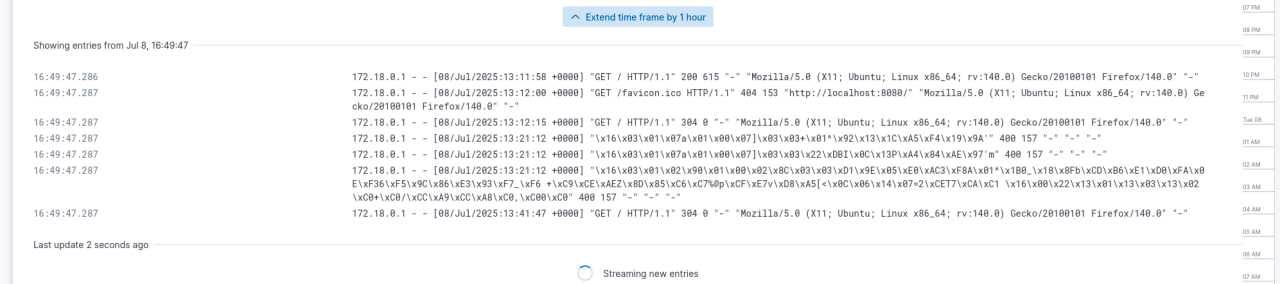 Extend time frame by 1 hour
Showing entries from Jul 8, 16:49:47
16:49:47.286 172.18.0.1 - - [08/Jul/2025:13:11:58 +0000] "GET / HTTP/1.1" 200 615 "-" "Mozilla/5.0 (X11; Ubuntu; Linux x86_64; rv:140.0) Gecko/20100101 Firefox/140.0" "-"
16:49:47.287 172.18.0.1 - - [08/Jul/2025:13:12:00 +0000] "GET /favicon.ico HTTP/1.1" 404 153 "http://localhost:8080/" "Mozilla/5.0 (X11; Ubuntu; Linux x86_64; rv:140.0) Ge
cko/20100101 Firefox/140.0" "-"
16:49:47.287 172.18.0.1 - - [08/Jul/2025:13:12:15 +0000] "GET / HTTP/1.1" 304 0 "-" "Mozilla/5.0 (X11; Ubuntu; Linux x86_64; rv:140.0) Gecko/20100101 Firefox/140.0" "-"
16:49:47.287 172.18.0.1 - - [08/Jul/2025:13:21:12 +0000] "\x16\x03\x01\x07a\x01\x00\x07]\x03\x03+\x01^\x92\x13\x1C\xA5\xF4\x19\x9A'" 400 157 "-" "-" "-"
16:49:47.287 172.18.0.1 - - [08/Jul/2025:13:21:12 +0000] "\x16\x03\x01\x07a\x01\x00\x07]\x03\x03\x22\xDBI\x0C\x13P\xA4\x84\xAE\x97'm" 400 157 "-" "-" "-"
16:49:47.287 172.18.0.1 - - [08/Jul/2025:13:21:12 +0000] "\x16\x03\x01\x02\x90\x01\x00\x02\x8C\x03\x03\xD1\x9E\x05\xE0\xAC3\xF8A\x01^\x1B0_\x18\x8Fb\xCD\xB6\xE1\xD0\xFA\x0
E\xF36\xF5\x9C\x86\xE3\x93\xF7_\xF6 +\xC9\xCE\xAEZ\x8D\x85\xC6\xC7%@p\xCF\xE7v\xD8\xA5[<\x0C\x06\x14\x07=2\xCET7\xCA\xC1 \x16\x00\x22\x13\x01\x13\x03\x13\x02
\xC0+\xC0/\xCC\xA9\xCC\xA8\xC0,\xC00\xC0" 400 157 "-" "-" "-"
16:49:47.287 172.18.0.1 - - [08/Jul/2025:13:41:47 +0000] "GET / HTTP/1.1" 304 0 "-" "Mozilla/5.0 (X11; Ubuntu; Linux x86_64; rv:140.0) Gecko/20100101 Firefox/140.0" "-"
Last update 2 seconds ago
Streaming new entries
07 PM
08 PM
09 PM
10 PM
11 PM
Tue 08
01 AM
02 AM
03 AM
04 AM
05 AM
06 AM
07 AM